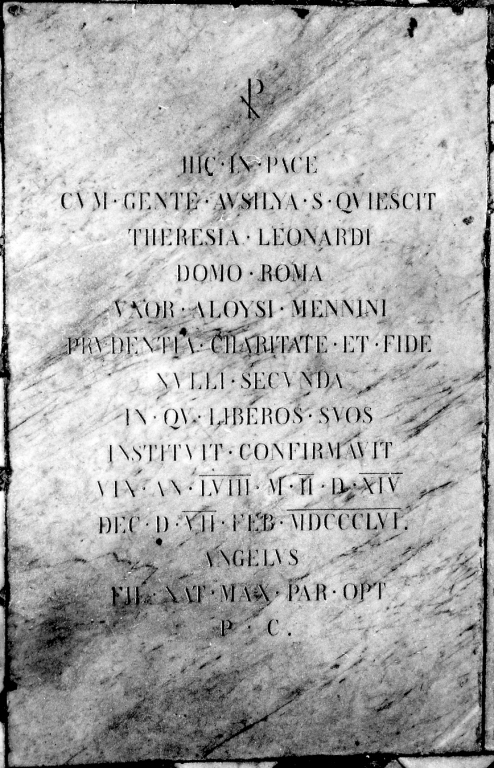 HIC · IN · PACE
CVM · GENTE · AVSILVA · S · QVIESCIT
THERESIA · LEONARDI
DOMO · ROMA
VXOR · ALOYSI · MENNINI
PRVDENTIA · CHARITATE · ET · FIDE
NVLLI · SECVNDA
IN · QV · LIBEROS · SVOS
INSTITVIT · CONFIRMAVIT
VIX · AN · LVIII · M · II · D · XIV
DEC · D · VII · FEB · MDCCCLVI.
ANGELVS
FIL · NAT · MAX · PAR · OPT
P · C.